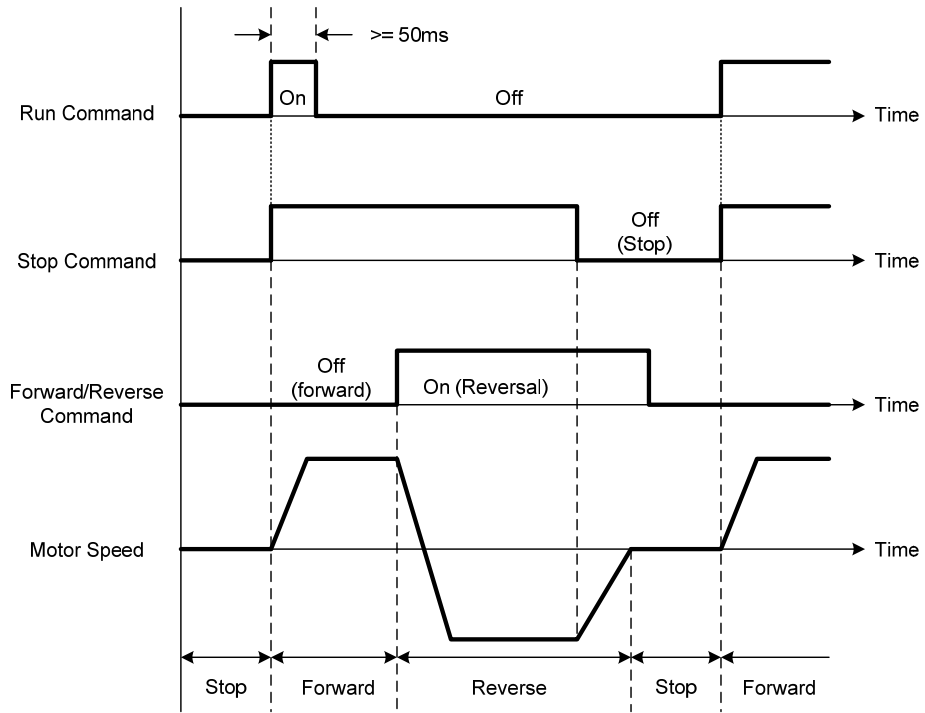 >= 50ms
On
Off
Run Command
Time
Off
(Stop)
Stop Command
Time
Off
(forward)
On (Reversal)
Forward/Reverse
Command
Time
Motor Speed
Time
Stop
Forward
Reverse
Stop
Forward